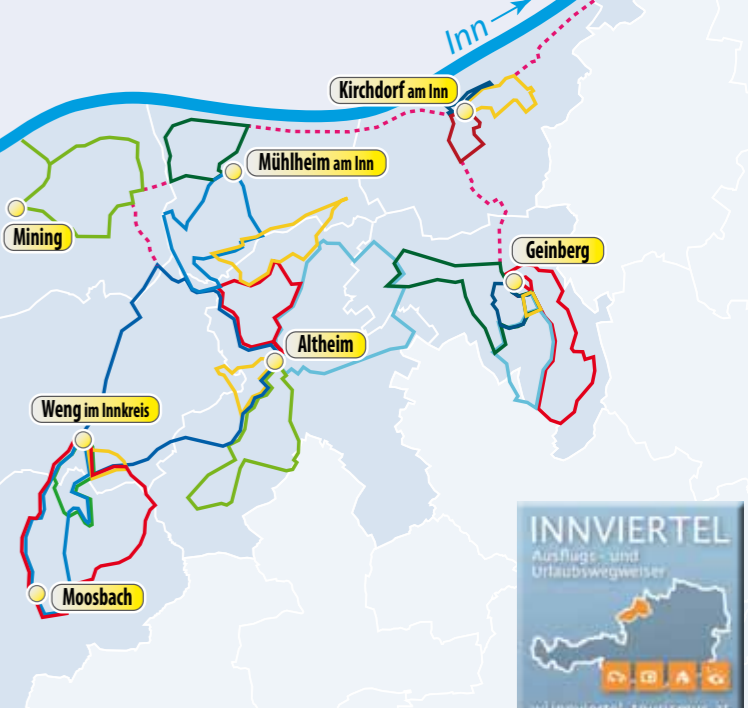 Inn
Kirchdorf am Inn
Mühlheim am Inn
Mining
Geinberg
Altheim
Weng im Innkreis
Moosbach
INNVIERTEL
Ausflugs- und
Urlaubswegweiser